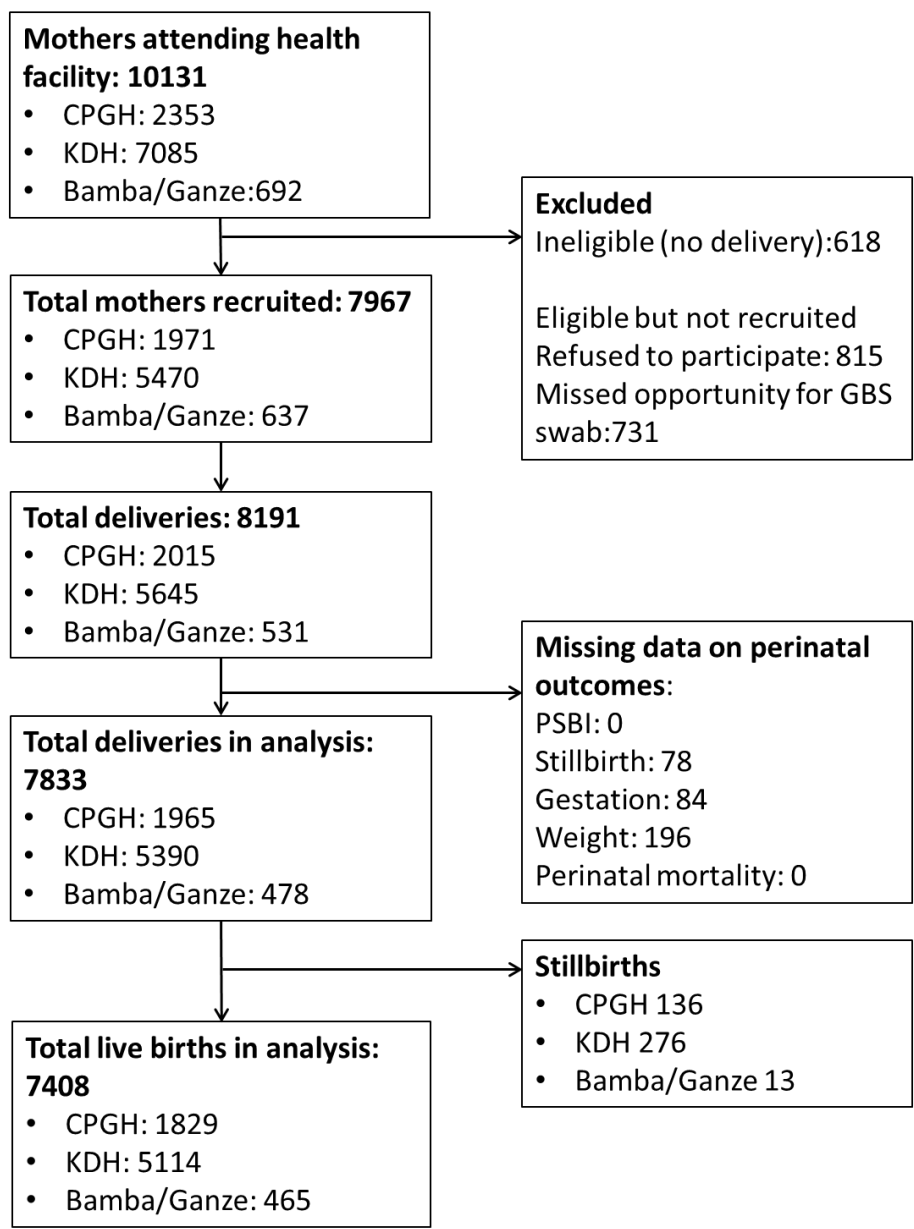 Mothers attending health
facility: 10131
• CPGH: 2353
• KDH: 7085
• Bamba/Ganze:692
Excluded
Ineligible (no delivery):618
Eligible but not recruited
Refused to participate: 815
Missed opportunity for GBS
swab:731
Total mothers recruited: 7967
• CPGH: 1971
• KDH: 5470
• Bamba/Ganze: 637
Total deliveries: 8191
• CPGH: 2015
• KDH: 5645
• Bamba/Ganze: 531
Missing data on perinatal
outcomes:
PSBI: 0
Stillbirth: 78
Gestation: 84
Weight: 196
Perinatal mortality: 0
Total deliveries in analysis:
7833
• CPGH: 1965
• KDH: 5390
• Bamba/Ganze: 478
Stillbirths
• CPGH 136
• KDH 276
• Bamba/Ganze 13
Total live births in analysis:
7408
• CPGH: 1829
• KDH: 5114
• Bamba/Ganze: 465